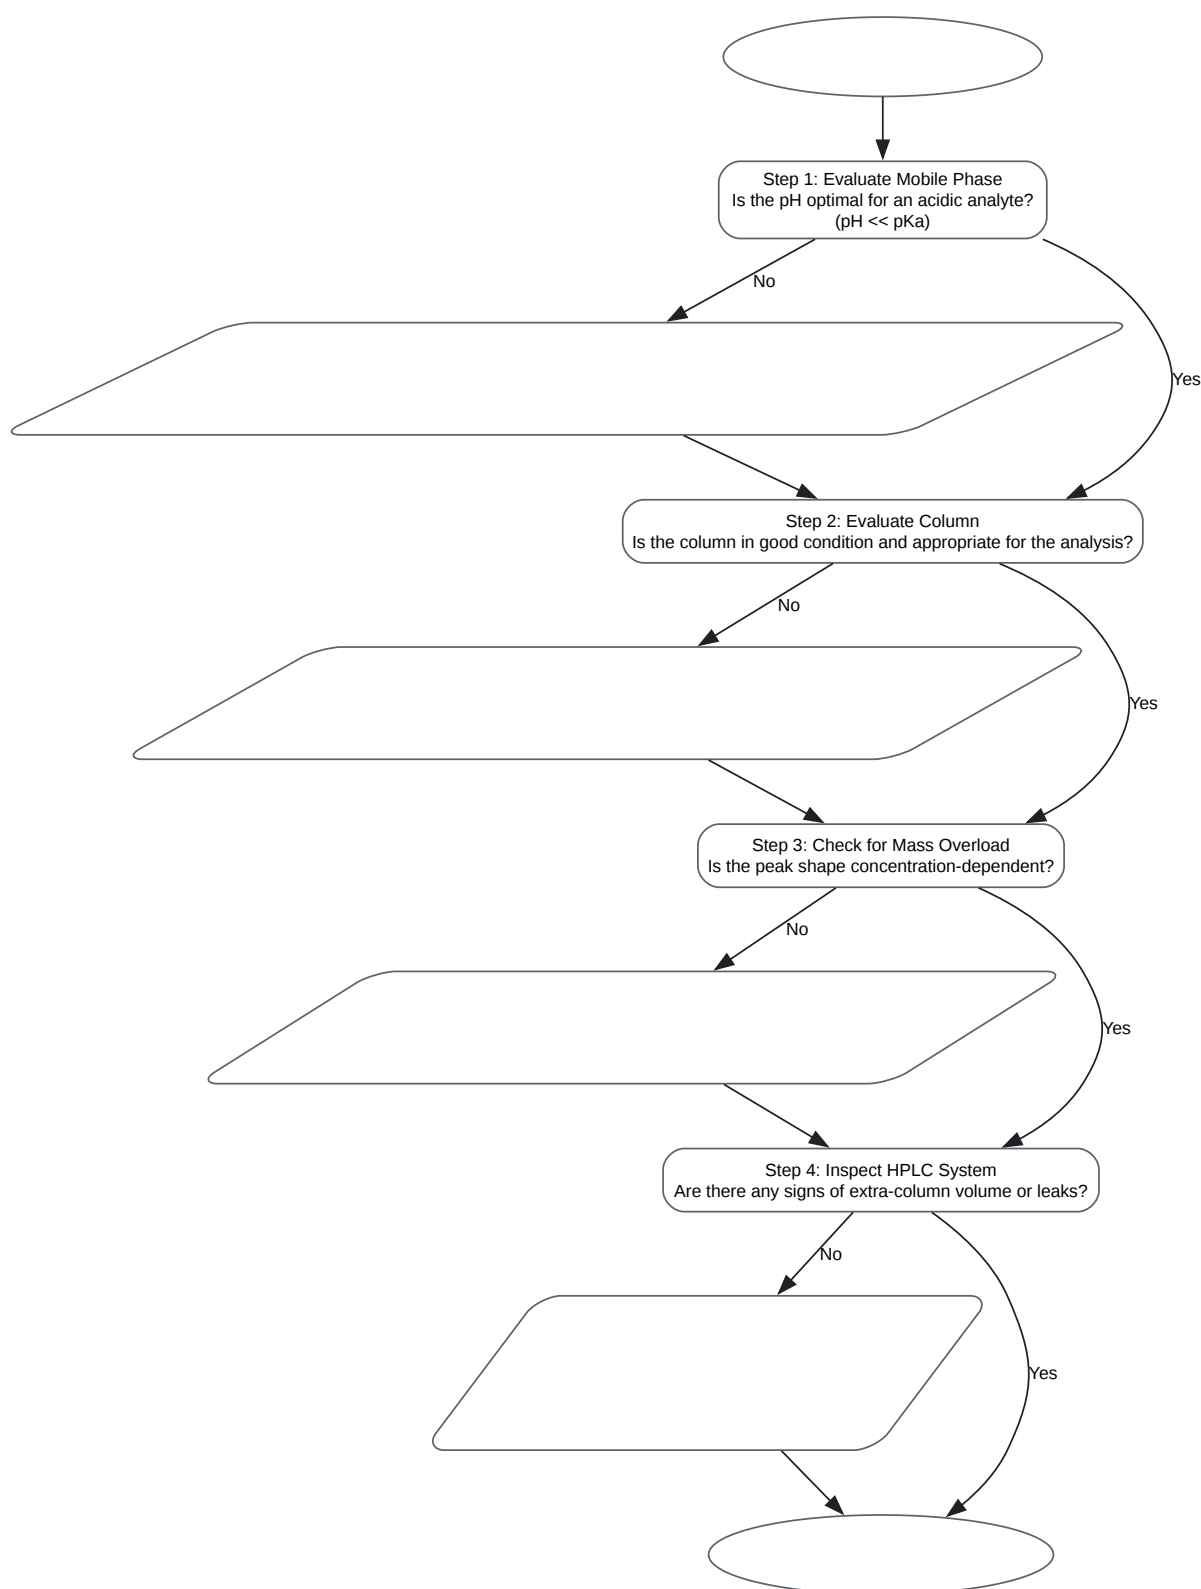 Step 1: Evaluate Mobile Phase
Is the pH optimal for an acidic analyte?
(pH << pKa)
No
Yes
Step 2: Evaluate Column
Is the column in good condition and appropriate for the analysis?
No
Yes
Step 3: Check for Mass Overload
Is the peak shape concentration-dependent?
No
Yes
Step 4: Inspect HPLC System
Are there any signs of extra-column volume or leaks?
No
Yes